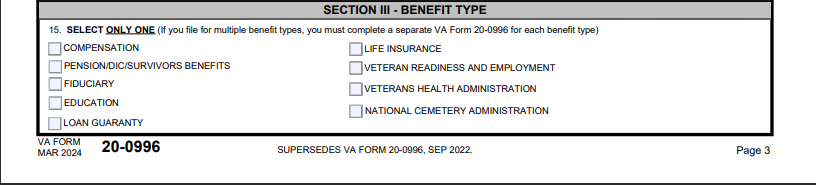 SECTION III - BENEFIT TYPE
15. SELECT ONLY ONE (If you file for multiple benefit types, you must complete a separate VA Form 20-0996 for each benefit type)
COMPENSATION
PENSION/DIC/SURVIVORS BENEFITS
FIDUCIARY
EDUCATION
LOAN GUARANTY
LIFE INSURANCE
VETERAN READINESS AND EMPLOYMENT
VETERANS HEALTH ADMINISTRATION
NATIONAL CEMETERY ADMINISTRATION
VA FORM
MAR 2024
20-0996
SUPERSEDES VA FORM 20-0996, SEP 2022.
Page 3